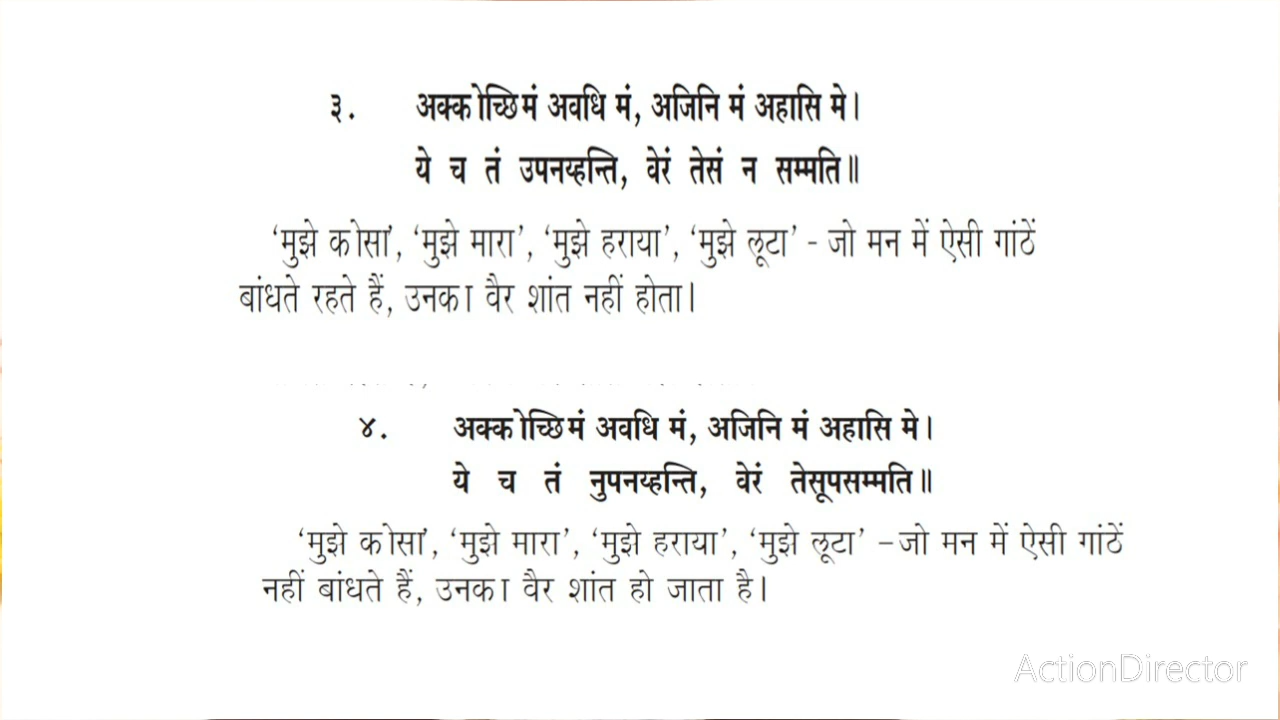 ३. अक्कोच्छि मं अवधि मं, अजिनि मं अहासि मे।
ये च तं उपनय्हन्ति, वेरं तेसं न सम्मति॥
‘मुझे कोसा’, ‘मुझे मारा’, ‘मुझे हराया’, ‘मुझे लूटा’ - जो मन में ऐसी गांठें
बांधते रहते हैं, उनका वैर शांत नहीं होता।
४. अक्कोच्छि मं अवधि मं, अजिनि मं अहासि मे।
ये च तं नुपनय्हन्ति, वेरं तेसूपसम्मति॥
‘मुझे कोसा’, ‘मुझे मारा’, ‘मुझे हराया’, ‘मुझे लूटा’ – जो मन में ऐसी गांठें
नहीं बांधते हैं, उनका वैर शांत हो जाता है।
ActionDirector